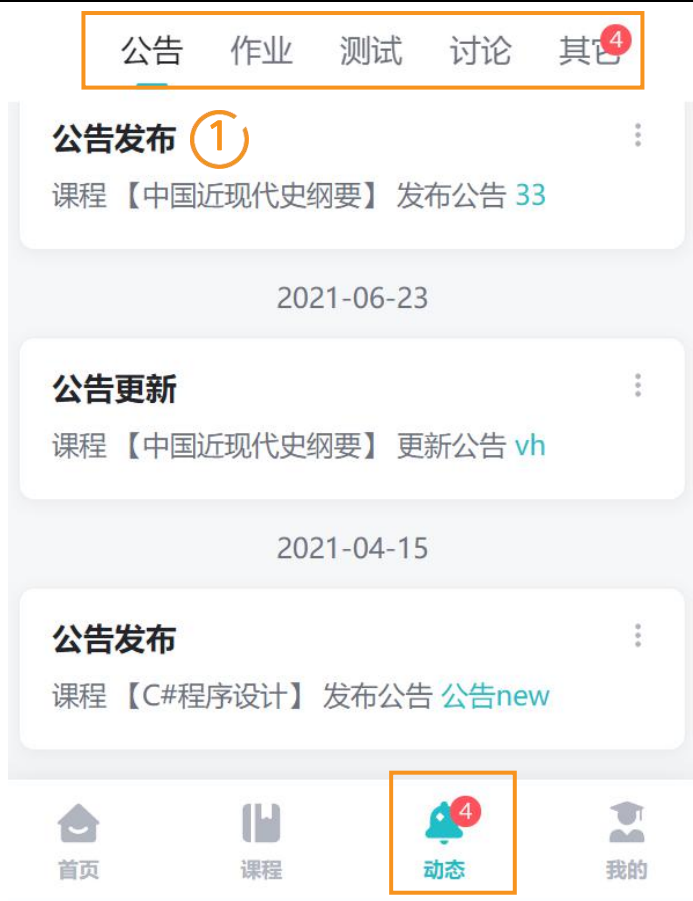 公告 作业 测试 讨论 其它 4
公告发布 1
课程 【中国近现代史纲要】 发布公告 33
2021-06-23
公告更新
课程 【中国近现代史纲要】 更新公告 vh
2021-04-15
公告发布
课程 【C#程序设计】 发布公告 公告new
4
首页 课程 动态 我的